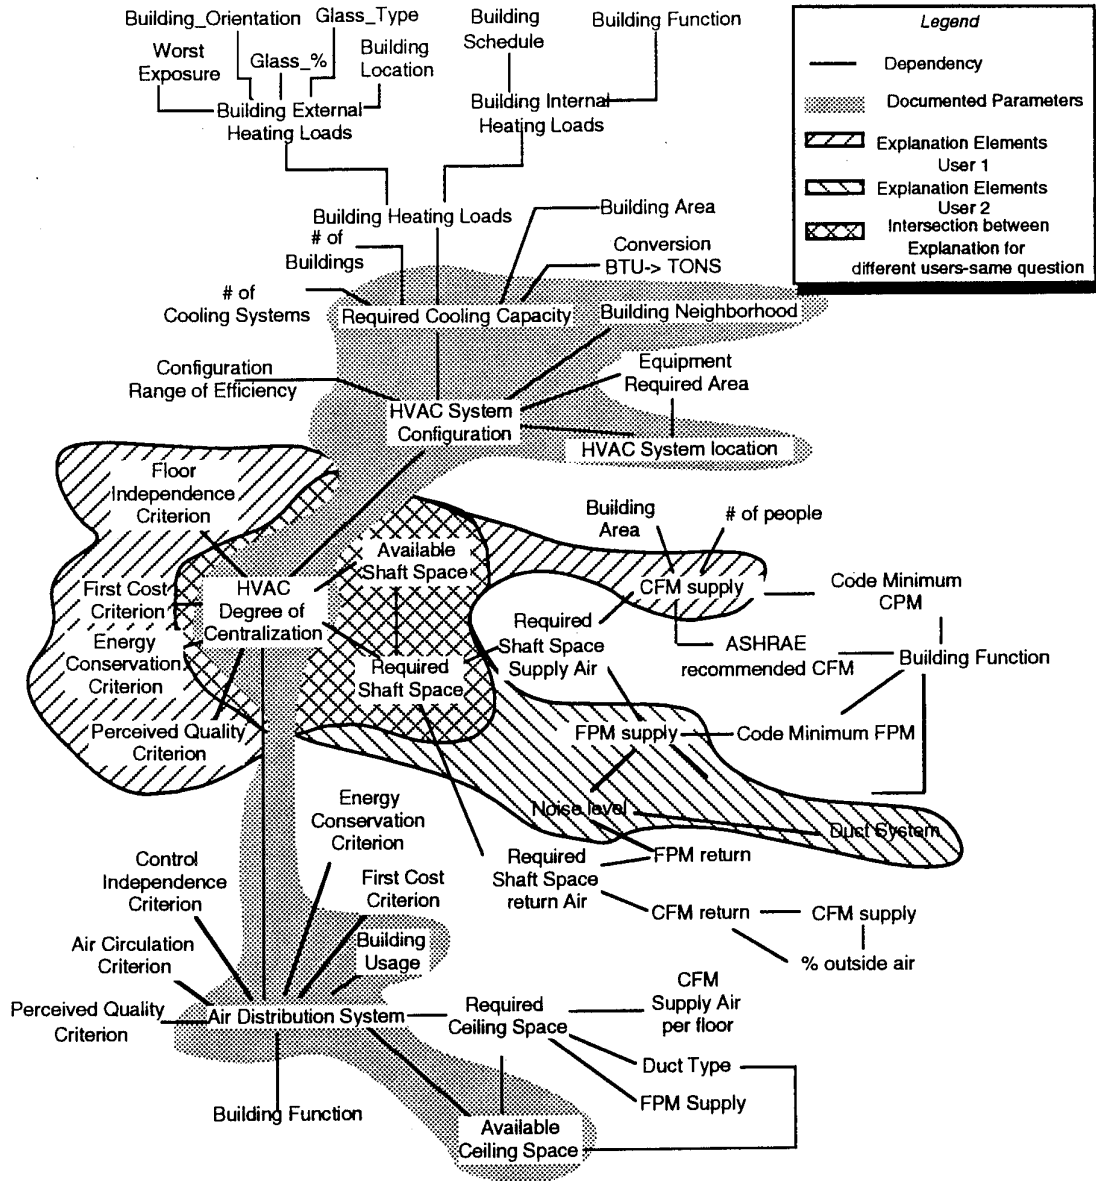 Building_Orientation
Glass_Type
Worst
Exposure
Glass_%
Building
Location
Building External
Heating Loads
Building
Schedule
Building Function
Building Internal
Heating Loads
Legend
Dependency
Documented Parameters
Explanation Elements
User 1
Explanation Elements
User 2
Intersection between
Explanation for
different users-same question
Building Heating Loads
# of
Buildings
Building Area
Conversion
BTU-> TONS
# of
Cooling Systems
Required Cooling Capacity
Building Neighborhood
Configuration
Range of Efficiency
Equipment
Required Area
HVAC System
Configuration
HVAC System location
Floor
Independence
Criterion
Available
Shaft Space
Building
Area
# of people
First Cost
Criterion
HVAC
Degree of
Centralization
CFM supply
Code Minimum
CPM
Energy
Conservation
Criterion
Required
Shaft Space
Supply Air
ASHRAE
recommended CFM
Building Function
Required
Shaft Space
Perceived Quality
Criterion
FPM supply
Code Minimum FPM
Energy
Conservation
Criterion
Noise level
Duct System
Control
Independence
Criterion
First Cost
Criterion
Required
Shaft Space
return Air
FPM return
CFM return
CFM supply
Air Circulation
Criterion
Building
Usage
% outside air
Perceived Quality
Criterion
Air Distribution System
Required
Ceiling Space
CFM
Supply Air
per floor
Duct Type
FPM Supply
Building Function
Available
Ceiling Space